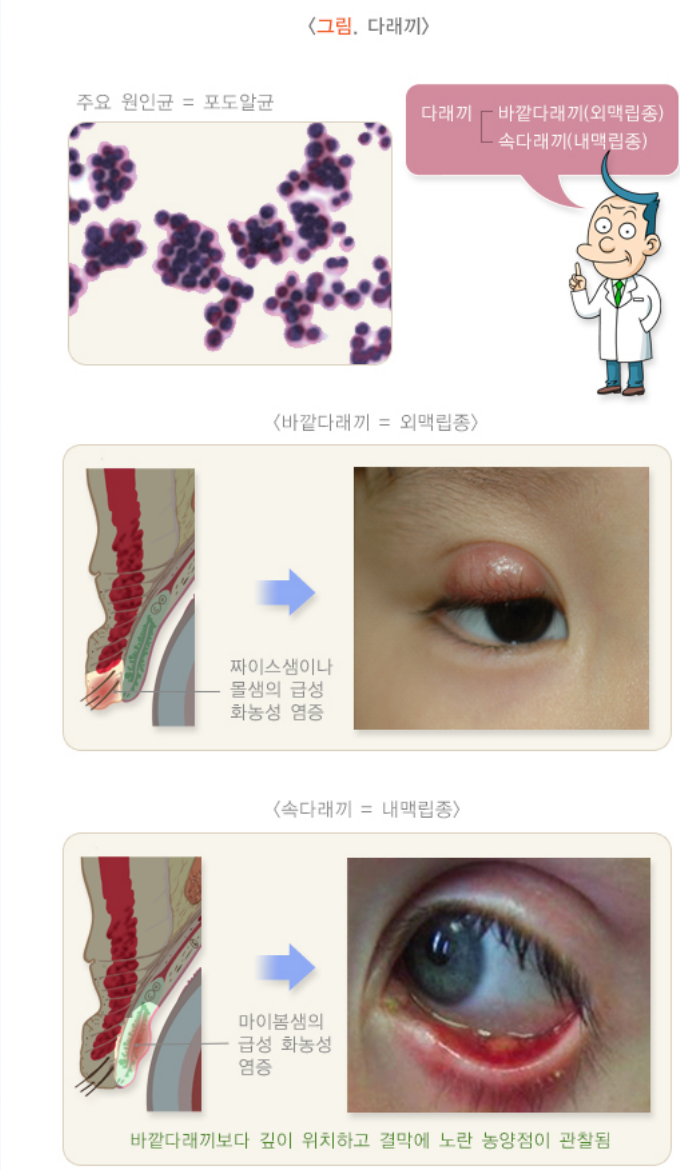 〈그림. 다래끼〉
주요 원인균 = 포도알균
다래끼 바깥다래끼(외맥립종)
속다래끼(내맥립종)
〈바깥다래끼 = 외맥립종〉
짜이스샘이나
몰샘의 급성
화농성 염증
〈속다래끼 = 내맥립종〉
마이봄샘의
급성 화농성
염증
바깥다래끼보다 깊이 위치하고 결막에 노란 농양점이 관찰됨